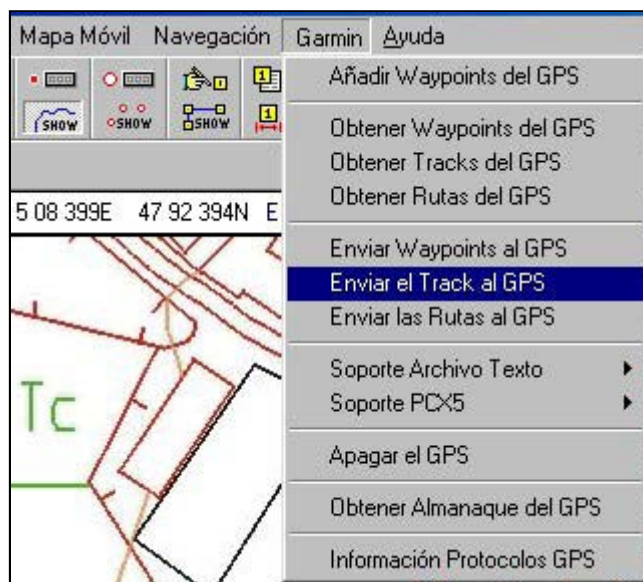 Mapa Móvil Navegación Garmin Ayuda
SHOW SHOW SHOW
5 08 399E 47 92 394N E
Tc
Añadir Waypoints del GPS
Obtener Waypoints del GPS
Obtener Tracks del GPS
Obtener Rutas del GPS
Enviar Waypoints al GPS
Enviar el Track al GPS
Enviar las Rutas al GPS
Soporte Archivo Texto
Soporte PCX5
Apagar el GPS
Obtener Almanaque del GPS
Información Protocolos GPS